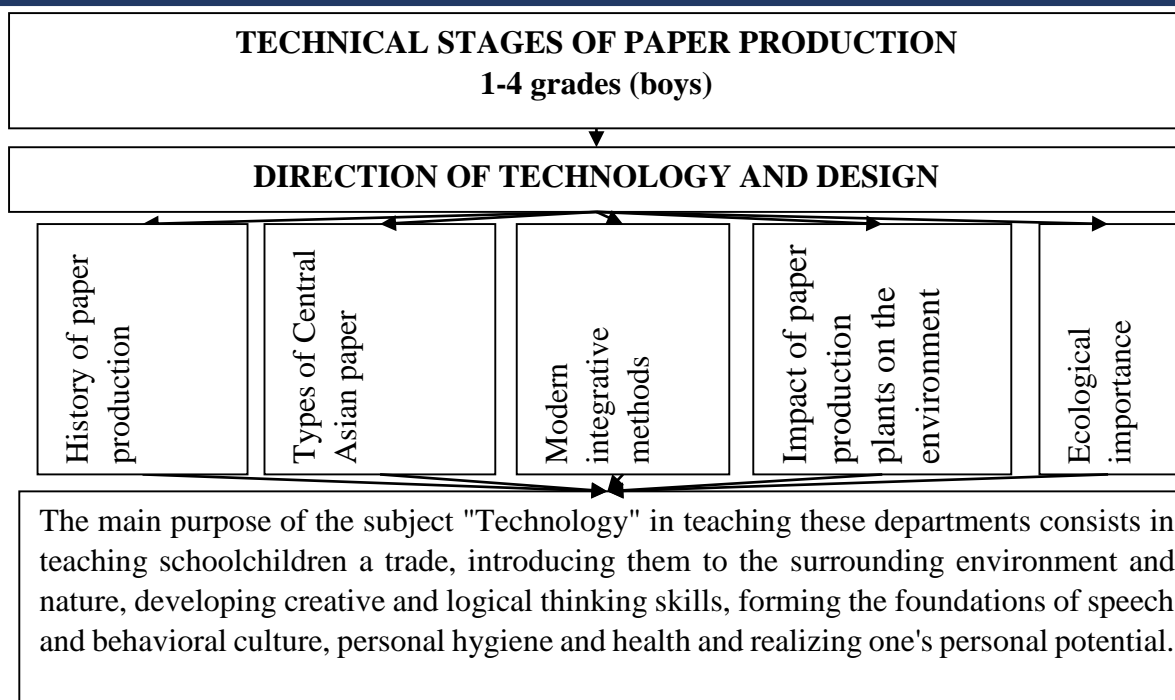 TECHNICAL STAGES OF PAPER PRODUCTION
1-4 grades (boys)
DIRECTION OF TECHNOLOGY AND DESIGN
History of paper
production
Types of Central
Asian paper
Modern
integrative
methods
Impact of paper
production
plants on the
environment
Ecological
importance
The main purpose of the subject "Technology" in teaching these departments consists in
teaching schoolchildren a trade, introducing them to the surrounding environment and
nature, developing creative and logical thinking skills, forming the foundations of speech
and behavioral culture, personal hygiene and health and realizing one's personal potential.